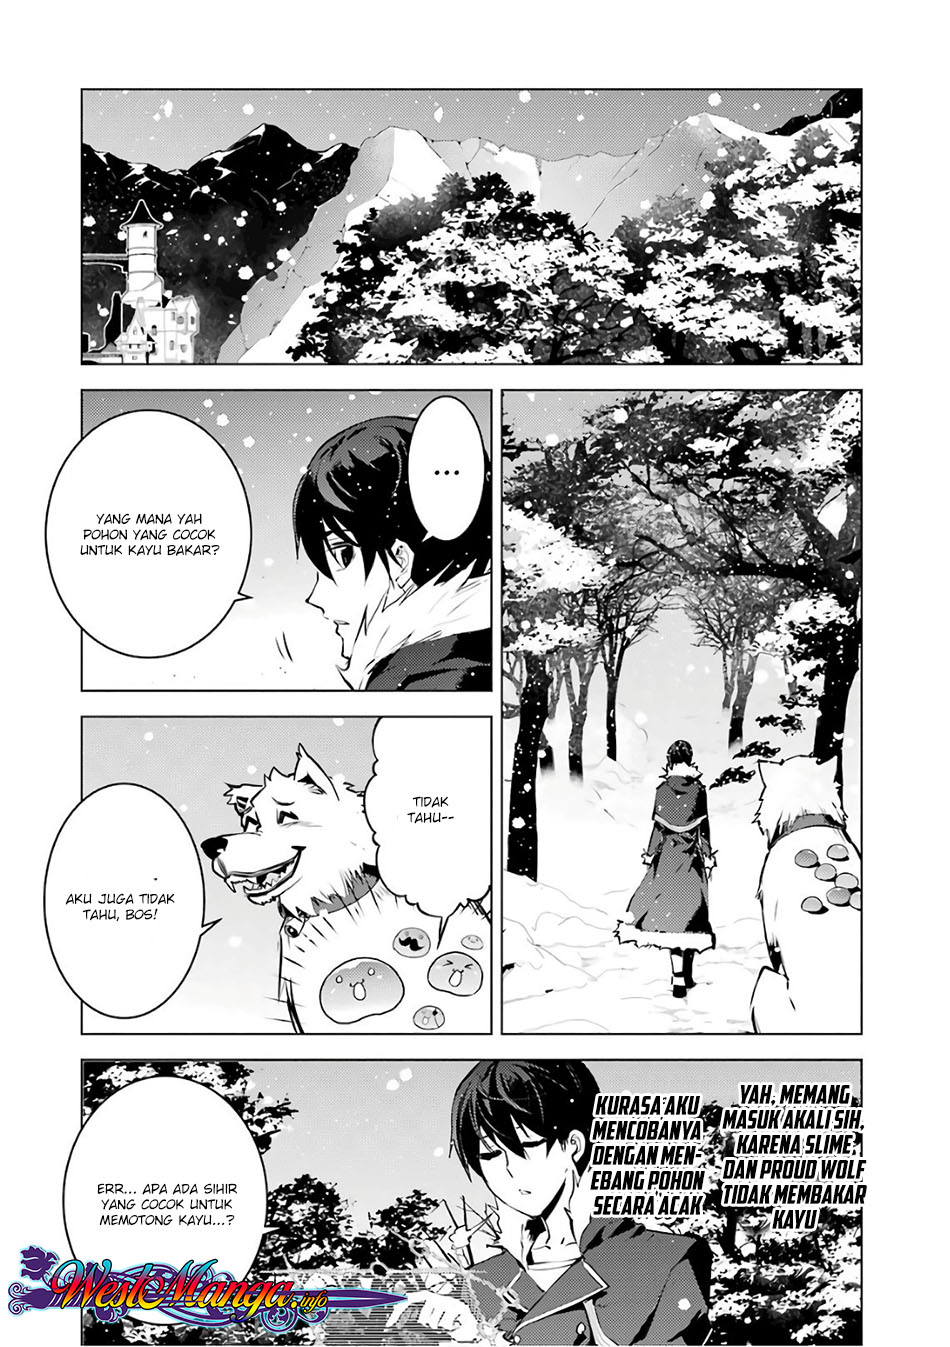 ...
YANG MANA YAH
POHON YANG COCOK
UNTUK KAYU BAKAR?
TIDAK
TAHU--
AKU JUGA TIDAK
TAHU, BOS!
YAH, MEMANG
MASUK AKALI SIH,
KARENA SLIME
DAN PROUD WOLF
TIDAK MEMBAKAR
KAYU
KURASA AKU
MENCOBANYA
DENGAN MEN-
EBANG POHON
SECARA ACAK
ERR... APA ADA SIHIR
YANG COCOK UNTUK
MEMOTONG KAYU...?
WestManga.info